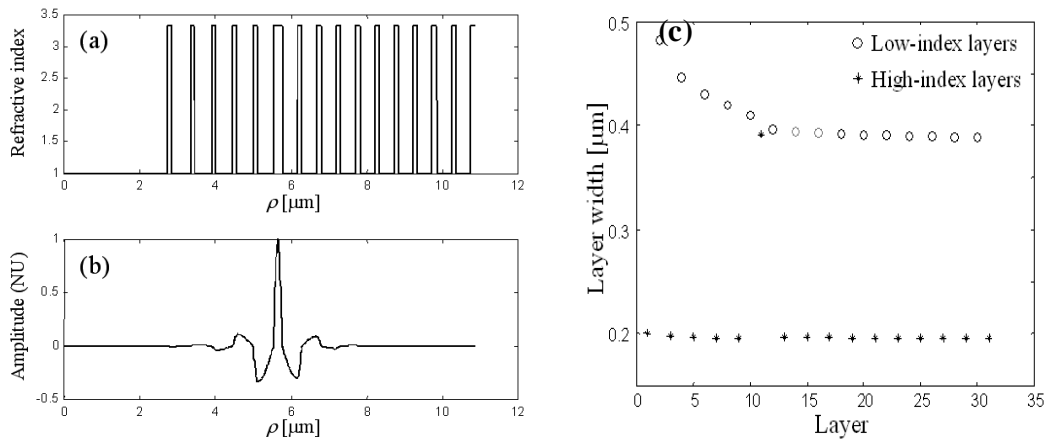 (a)
Refractive index
3.5
3
2.5
2
1.5
1
0 2 4 6 8 10 12
ρ [μm]
(b)
Amplitude (NU)
1
0.5
0
-0.5
0 2 4 6 8 10 12
ρ [μm]
(c)
Low-index layers
High-index layers
Layer width [μm]
0.5
0.4
0.3
0.2
0 5 10 15 20 25 30 35
Layer